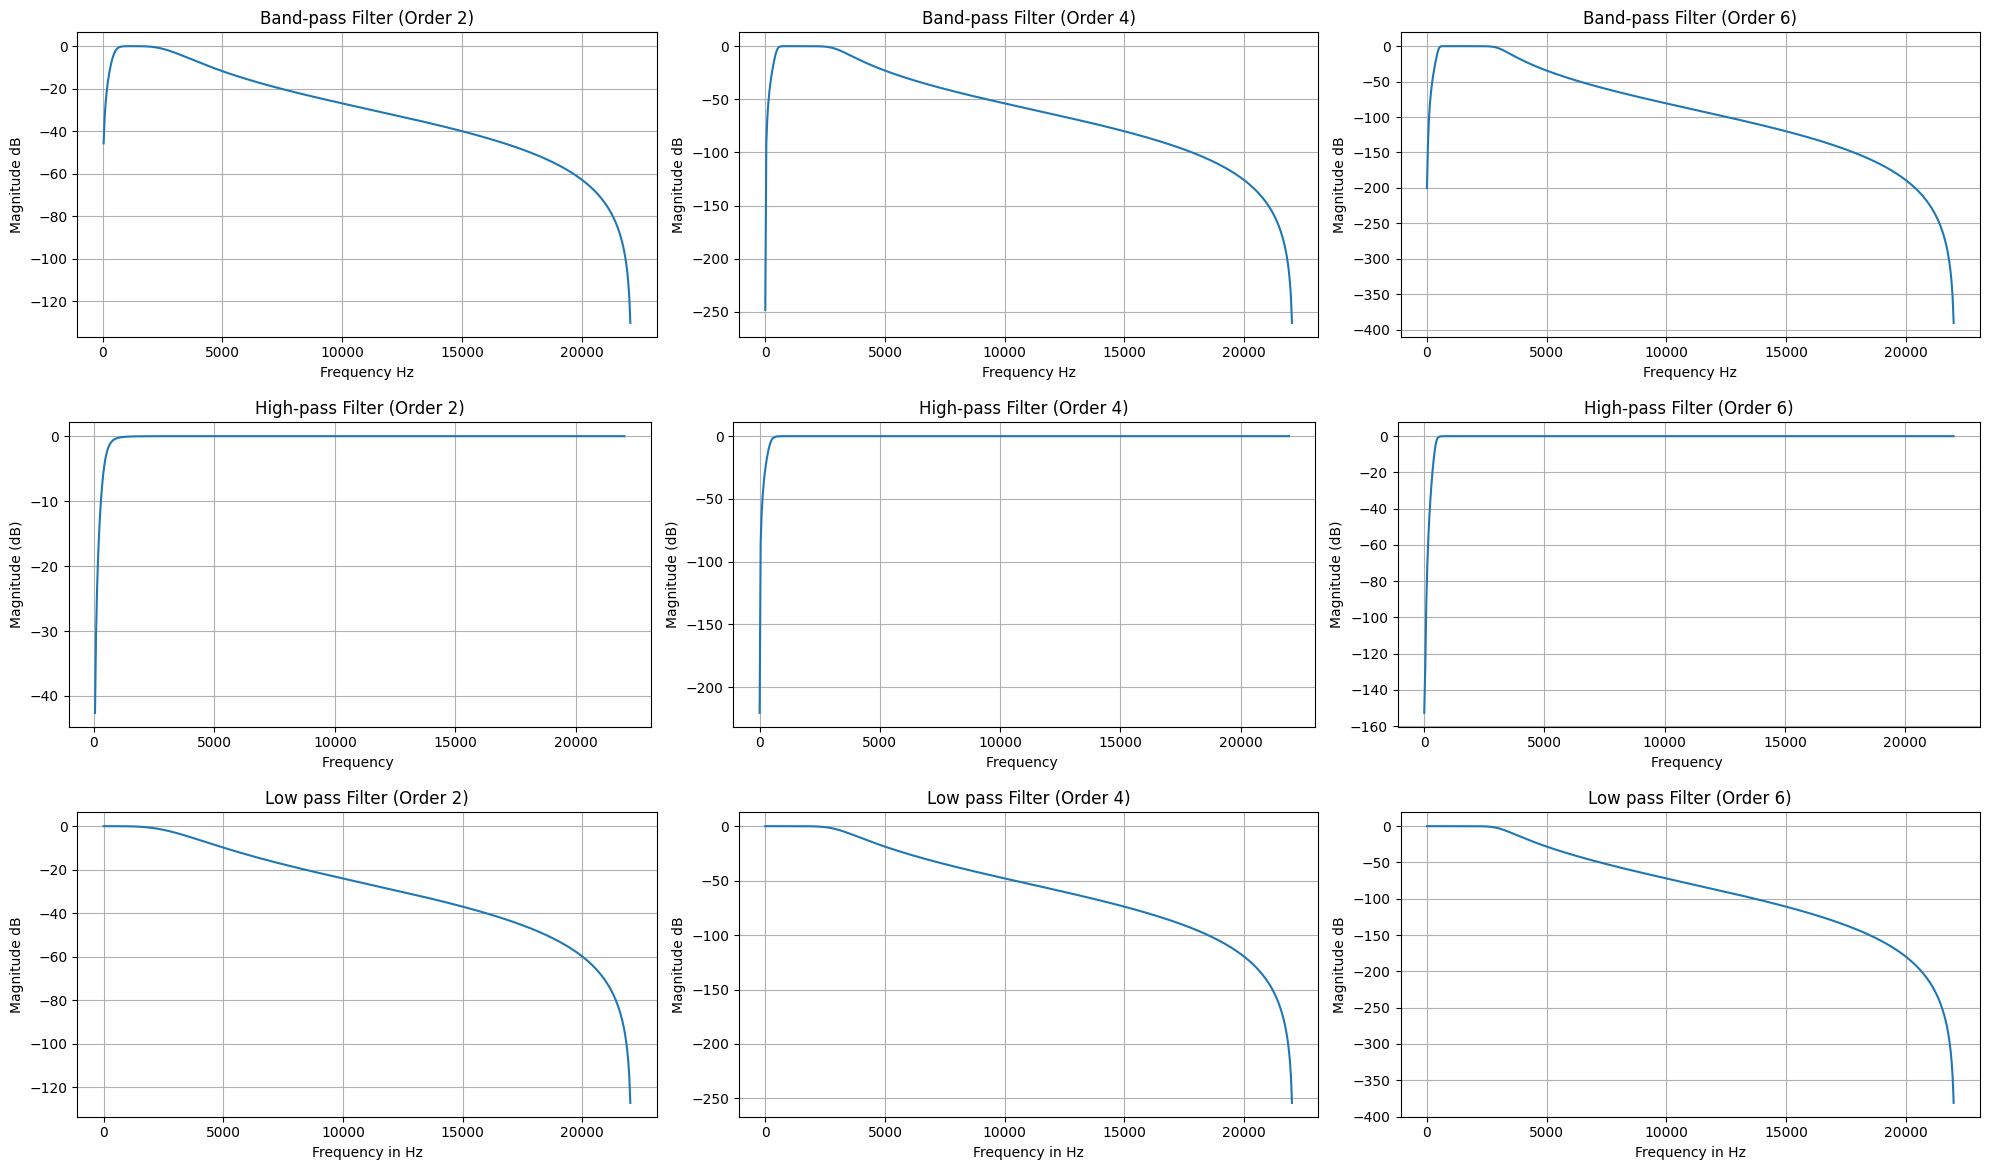 Band-pass Filter (Order 2)
0
−20
−40
−60
−80
−100
−120
Magnitude dB
0 5000 10000 15000 20000
Frequency Hz
Band-pass Filter (Order 4)
0
−50
−100
−150
−200
−250
Magnitude dB
0 5000 10000 15000 20000
Frequency Hz
Band-pass Filter (Order 6)
0
−50
−100
−150
−200
−250
−300
−350
−400
Magnitude dB
0 5000 10000 15000 20000
Frequency Hz
High-pass Filter (Order 2)
0
−10
−20
−30
−40
Magnitude (dB)
0 5000 10000 15000 20000
Frequency
High-pass Filter (Order 4)
0
−50
−100
−150
−200
Magnitude (dB)
0 5000 10000 15000 20000
Frequency
High-pass Filter (Order 6)
0
−20
−40
−60
−80
−100
−120
−140
−160
Magnitude (dB)
0 5000 10000 15000 20000
Frequency
Low pass Filter (Order 2)
0
−20
−40
−60
−80
−100
−120
Magnitude dB
0 5000 10000 15000 20000
Frequency in Hz
Low pass Filter (Order 4)
0
−50
−100
−150
−200
−250
Magnitude dB
0 5000 10000 15000 20000
Frequency in Hz
Low pass Filter (Order 6)
0
−50
−100
−150
−200
−250
−300
−350
−400
Magnitude dB
0 5000 10000 15000 20000
Frequency in Hz